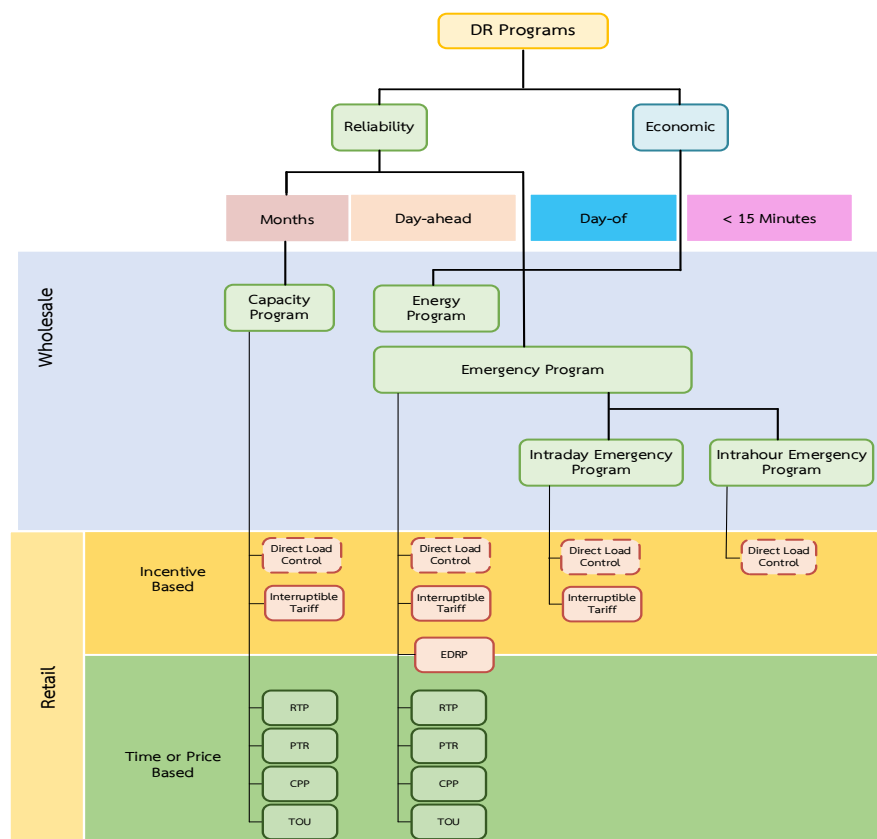 DR Programs
Reliability
Economic
Months
Day-ahead
Day-of
< 15 Minutes
Wholesale
Capacity
Program
Energy
Program
Emergency Program
Intraday Emergency
Program
Intrahour Emergency
Program
Retail
Incentive
Based
Direct Load
Control
Direct Load
Control
Direct Load
Control
Direct Load
Control
Interruptible
Tariff
Interruptible
Tariff
Interruptible
Tariff
EDRP
Time or Price
Based
RTP
RTP
PTR
PTR
CPP
CPP
TOU
TOU